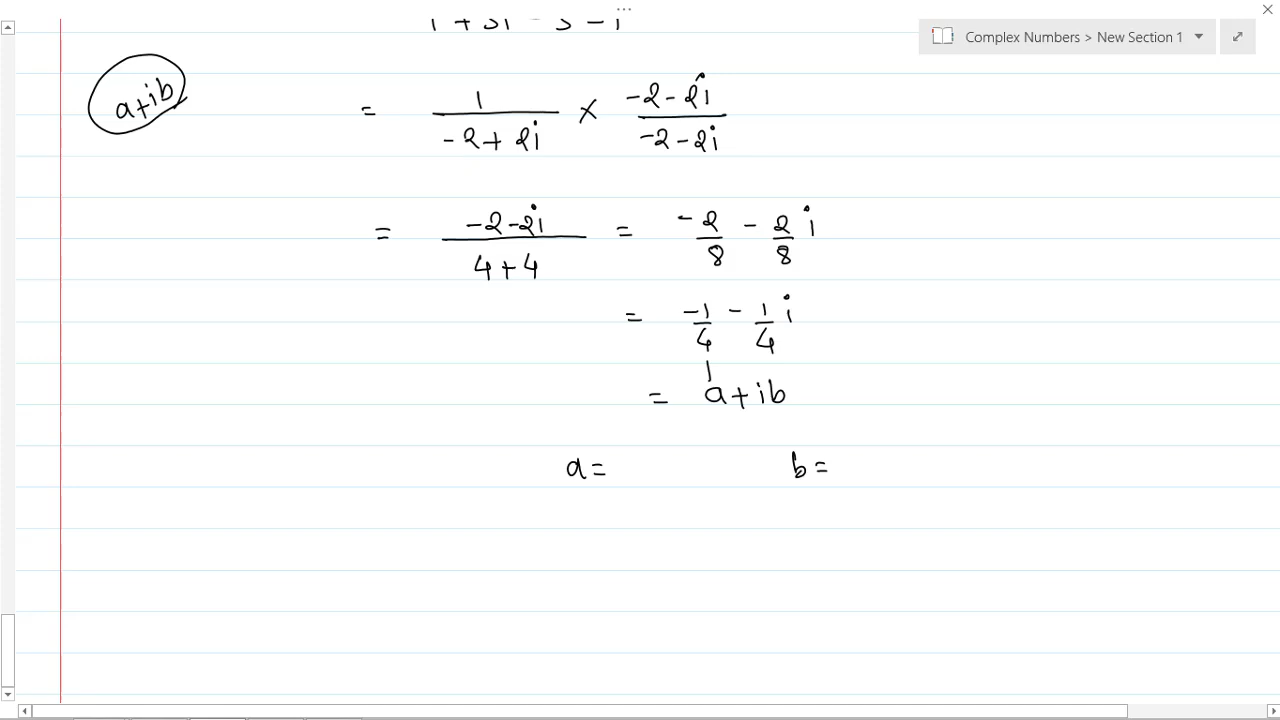 Complex Numbers > New Section 1
a+ib
= 1/(-2+2i) × (-2-2i)/(-2-2i)
= (-2-2i)/(4+4) = -2/8 - 2/8 i
= -1/4 - 1/4 i
= a+ib
a= b=